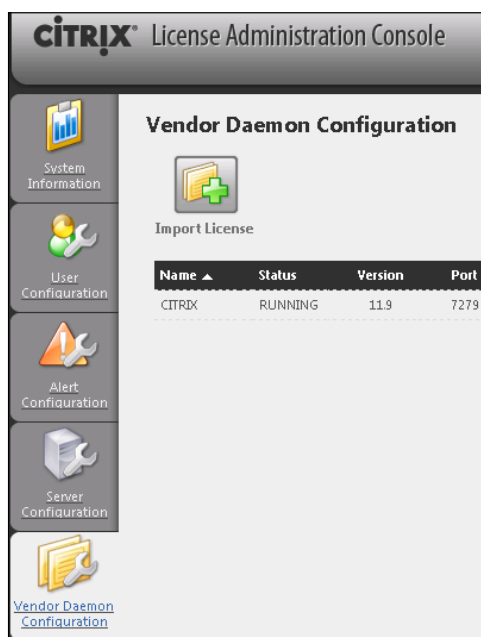 CITRIX® License Administration Console
System
Information
User
Configuration
Alert
Configuration
Server
Configuration
Vendor Daemon
Configuration
Vendor Daemon Configuration
Import License
Name ▲ Status Version Port
CITRIX RUNNING 11.9 7279